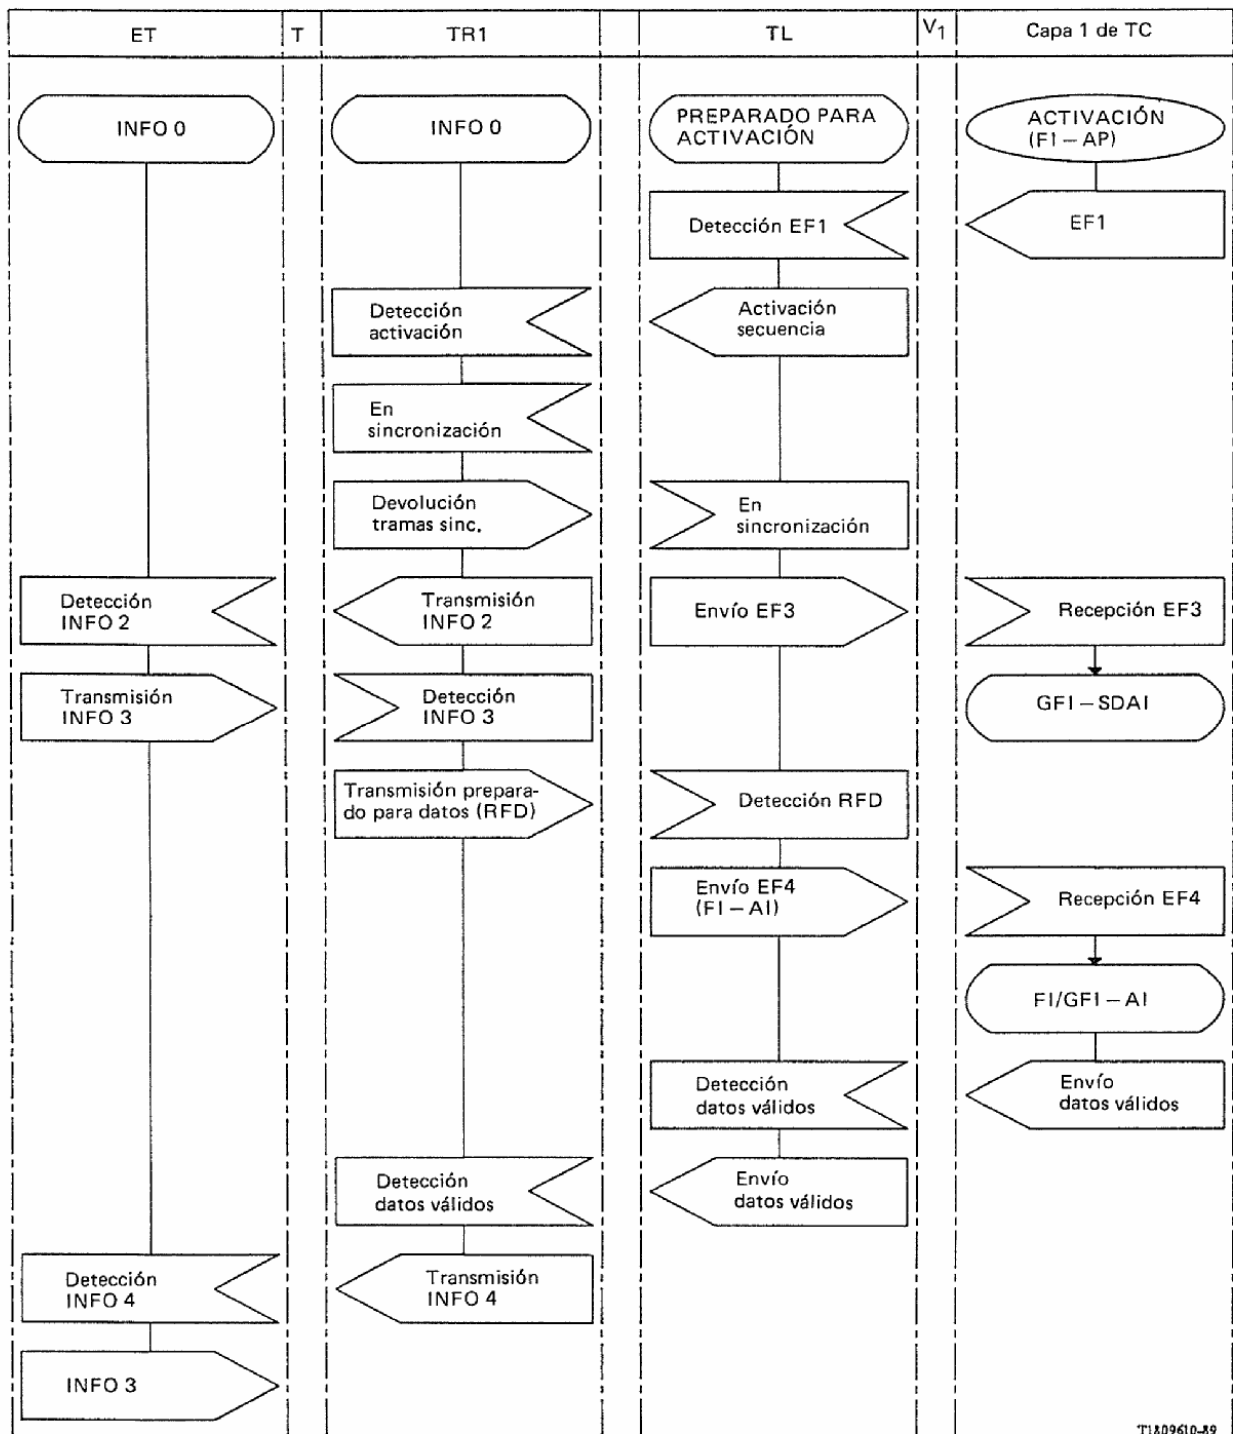 ET
T
TR1
TL
V₁
Capa 1 de TC
INFO 0
INFO 0
PREPARADO PARA
ACTIVACIÓN
ACTIVACIÓN
(FI – AP)
Detección EF1
EF1
Detección
activación
Activación
secuencia
En
sincronización
Devolución
tramas sinc.
En
sincronización
Detección
INFO 2
Transmisión
INFO 2
Envío EF3
Recepción EF3
Transmisión
INFO 3
Detección
INFO 3
GFI – SDAI
Transmisión prepara-
do para datos (RFD)
Detección RFD
Envío EF4
(FI – AI)
Recepción EF4
FI/GFI – AI
Detección
datos válidos
Envío
datos válidos
Detección
datos válidos
Envío
datos válidos
Detección
INFO 4
Transmisión
INFO 4
INFO 3
T1809610-89